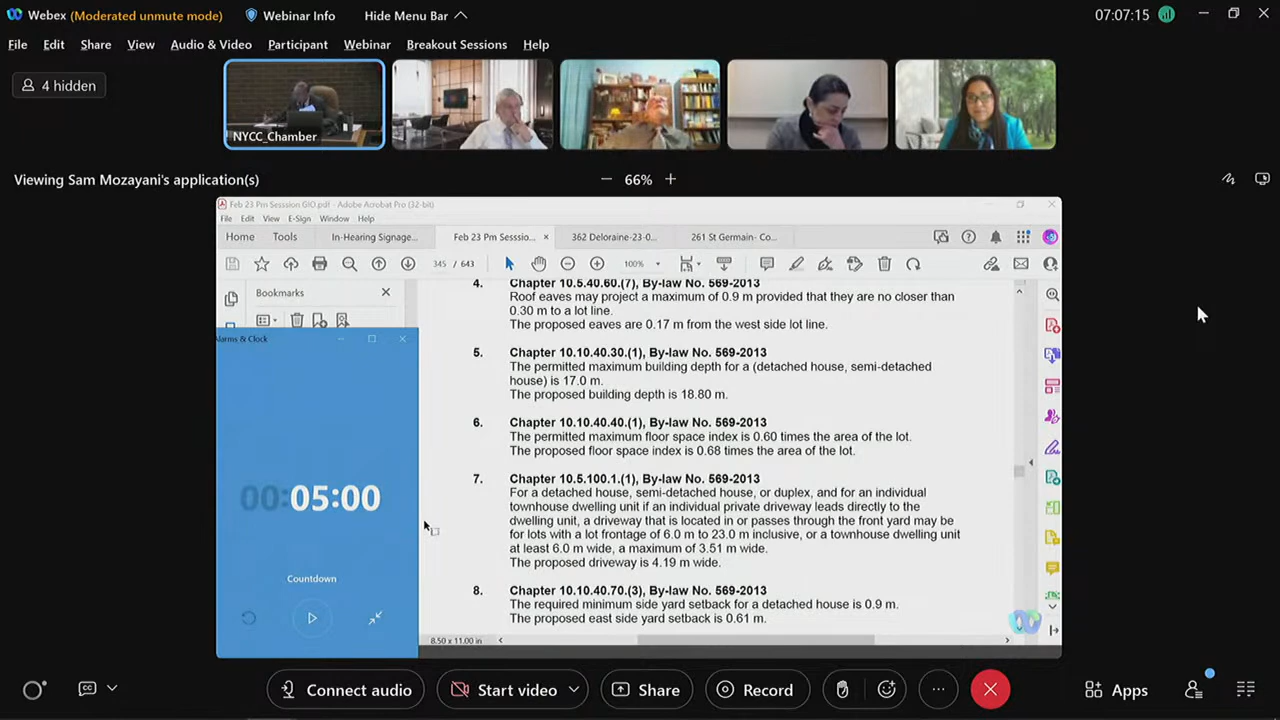 Webex (Moderated unmute mode) Webinar Info Hide Menu Bar 07:07:15
File Edit Share View Audio & Video Participant Webinar Breakout Sessions Help
4 hidden
NYCC_Chamber
Viewing Sam Mozayani's application(s) 66%
Feb 23 Pm Sesssion GIO.pdf - Adobe Acrobat Pro (32-bit)
File Edit View E-Sign Window Help
Home Tools In-Hearing Signage... Feb 23 Pm Sesssio... 362 Deloraine-23-0... 261 St Germain- Co...
345 / 643 100%
Bookmarks
4. Chapter 10.5.40.60.(7), By-law No. 569-2013
Roof eaves may project a maximum of 0.9 m provided that they are no closer than
0.30 m to a lot line.
The proposed eaves are 0.17 m from the west side lot line.
5. Chapter 10.10.40.30.(1), By-law No. 569-2013
The permitted maximum building depth for a (detached house, semi-detached
house) is 17.0 m.
The proposed building depth is 18.80 m.
6. Chapter 10.10.40.40.(1), By-law No. 569-2013
The permitted maximum floor space index is 0.60 times the area of the lot.
The proposed floor space index is 0.68 times the area of the lot.
7. Chapter 10.5.100.1.(1), By-law No. 569-2013
For a detached house, semi-detached house, or duplex, and for an individual
townhouse dwelling unit if an individual private driveway leads directly to the
dwelling unit, a driveway that is located in or passes through the front yard may be
for lots with a lot frontage of 6.0 m to 23.0 m inclusive, or a townhouse dwelling unit
at least 6.0 m wide, a maximum of 3.51 m wide.
The proposed driveway is 4.19 m wide.
8. Chapter 10.10.40.70.(3), By-law No. 569-2013
The required minimum side yard setback for a detached house is 0.9 m.
The proposed east side yard setback is 0.61 m.
larms & Clock
00:05:00
Countdown
8.50 x 11.00 in
Connect audio Start video Share Record Apps